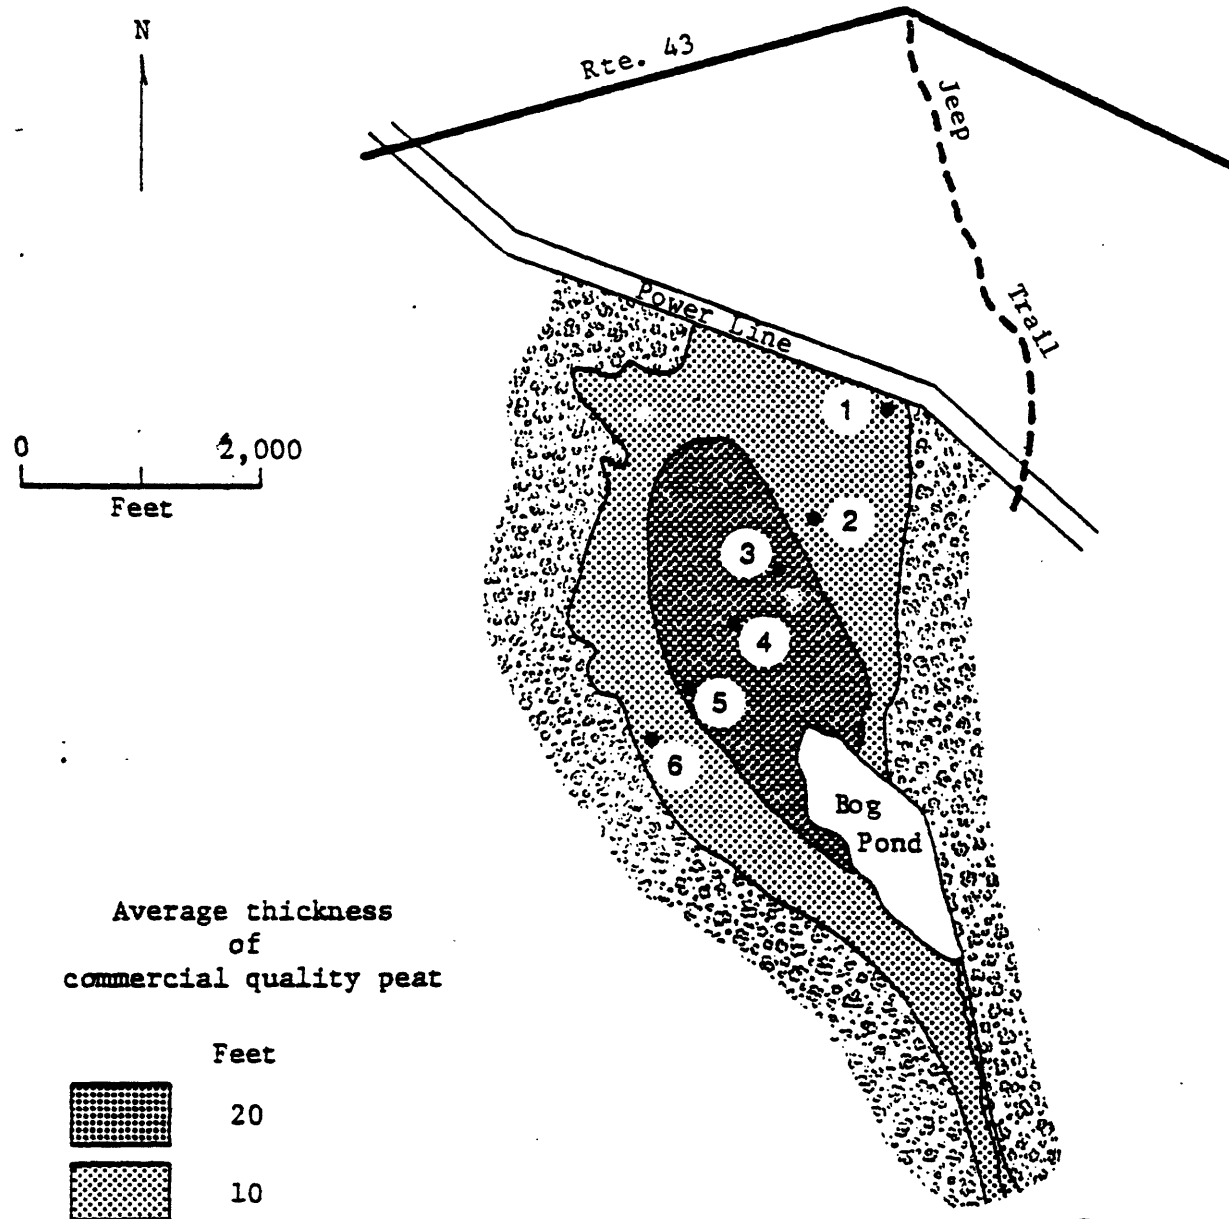 N
Rte. 43
Jeep
Trail
Power Line
0 2,000
Feet
1
2
3
4
5
6
Bog
Pond
Average thickness
of
commercial quality peat
Feet
20
10